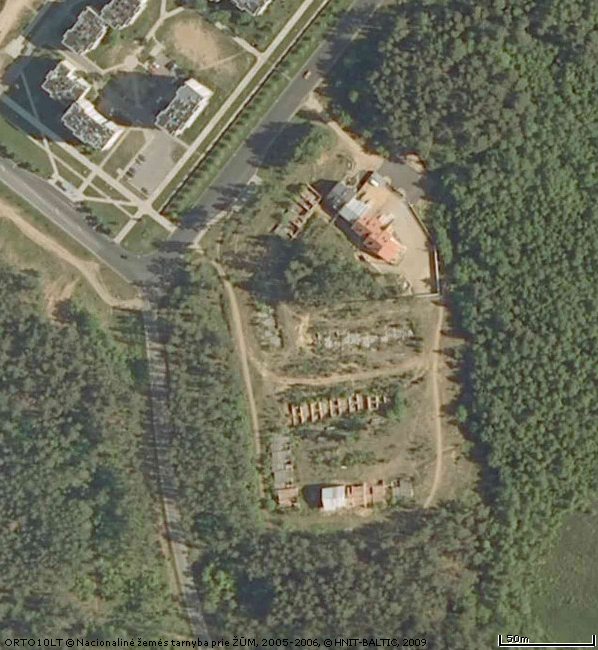 50m
ORTO10LT © Nacionalinė žemės tarnyba prie ŽŪM, 2005-2006, © HNIT-BALTIC, 2009